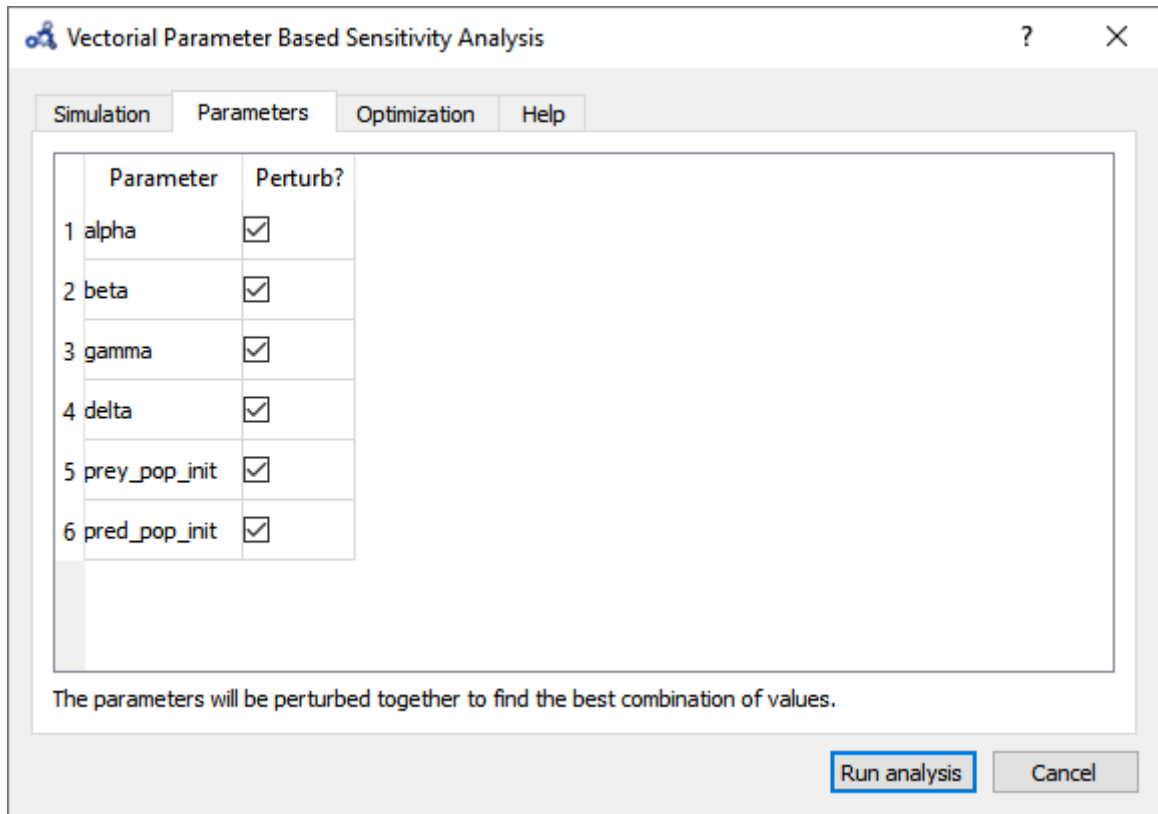 Vectorial Parameter Based Sensitivity Analysis ?
Simulation Parameters Optimization Help
Parameter Perturb?
1 alpha
2 beta
3 gamma
4 delta
5 prey_pop_init
6 pred_pop_init
The parameters will be perturbed together to find the best combination of values.
Run analysis Cancel